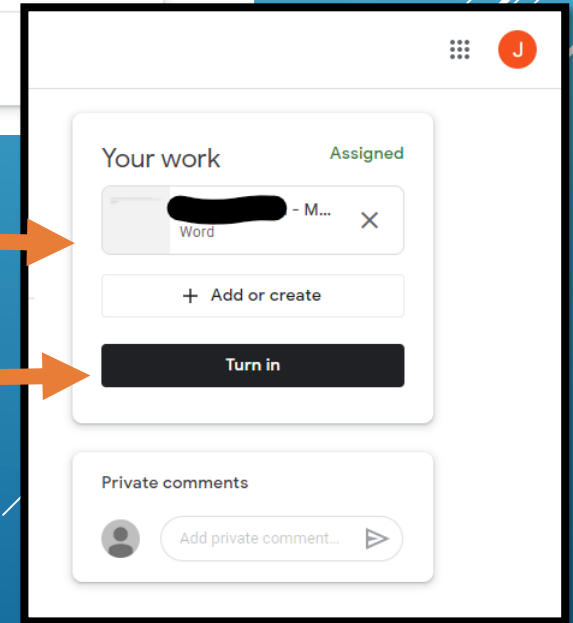 J
Your work
Assigned
- M...
Word
+ Add or create
Turn in
Private comments
Add private comment...